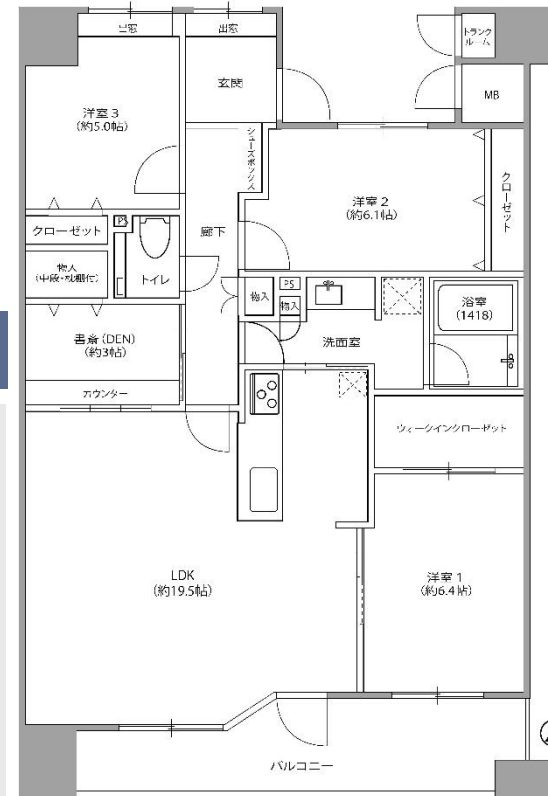 出窓
出窓
トランク
ルーム
玄関
MB
洋室３
(約5.0帖)
シューズボックス
洋室２
(約6.1帖)
クローゼット
クローゼット
PS
廊下
トイレ
物入
(中段・枕棚付)
物入
PS
物入
浴室
(1418)
洗面室
書斎(DEN)
(約3帖)
カウンター
ウォークインクローゼット
LDK
(約19.5帖)
洋室１
(約6.4帖)
バルコニー